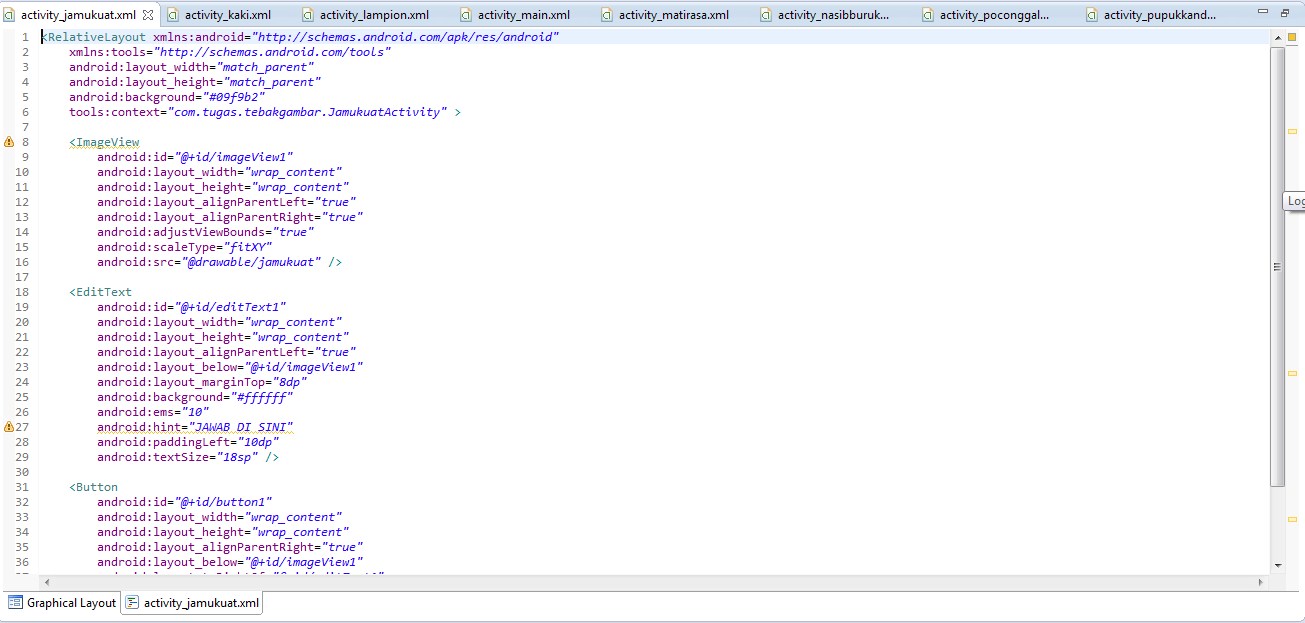 activity_jamukuat.xml activity_kaki.xml activity_lampion.xml activity_main.xml activity_matirasa.xml activity_nasibburuk... activity_poconggal... activity_pupukkand...
1 <RelativeLayout xmlns:android="http://schemas.android.com/apk/res/android"
2 xmlns:tools="http://schemas.android.com/tools"
3 android:layout_width="match_parent"
4 android:layout_height="match_parent"
5 android:background="#09f9b2"
6 tools:context="com.tugas.tebakgambar.JamukuatActivity" >
7
8 <ImageView
9 android:id="@+id/imageView1"
10 android:layout_width="wrap_content"
11 android:layout_height="wrap_content"
12 android:layout_alignParentLeft="true"
13 android:layout_alignParentRight="true"
14 android:adjustViewBounds="true"
15 android:scaleType="fitXY"
16 android:src="@drawable/jamukuat" />
17
18 <EditText
19 android:id="@+id/editText1"
20 android:layout_width="wrap_content"
21 android:layout_height="wrap_content"
22 android:layout_alignParentLeft="true"
23 android:layout_below="@+id/imageView1"
24 android:layout_marginTop="8dp"
25 android:background="#ffffff"
26 android:ems="10"
27 android:hint="JAWAB DI SINI"
28 android:paddingLeft="10dp"
29 android:textSize="18sp" />
30
31 <Button
32 android:id="@+id/button1"
33 android:layout_width="wrap_content"
34 android:layout_height="wrap_content"
35 android:layout_alignParentRight="true"
36 android:layout_below="@+id/imageView1"
Log
Graphical Layout activity_jamukuat.xml